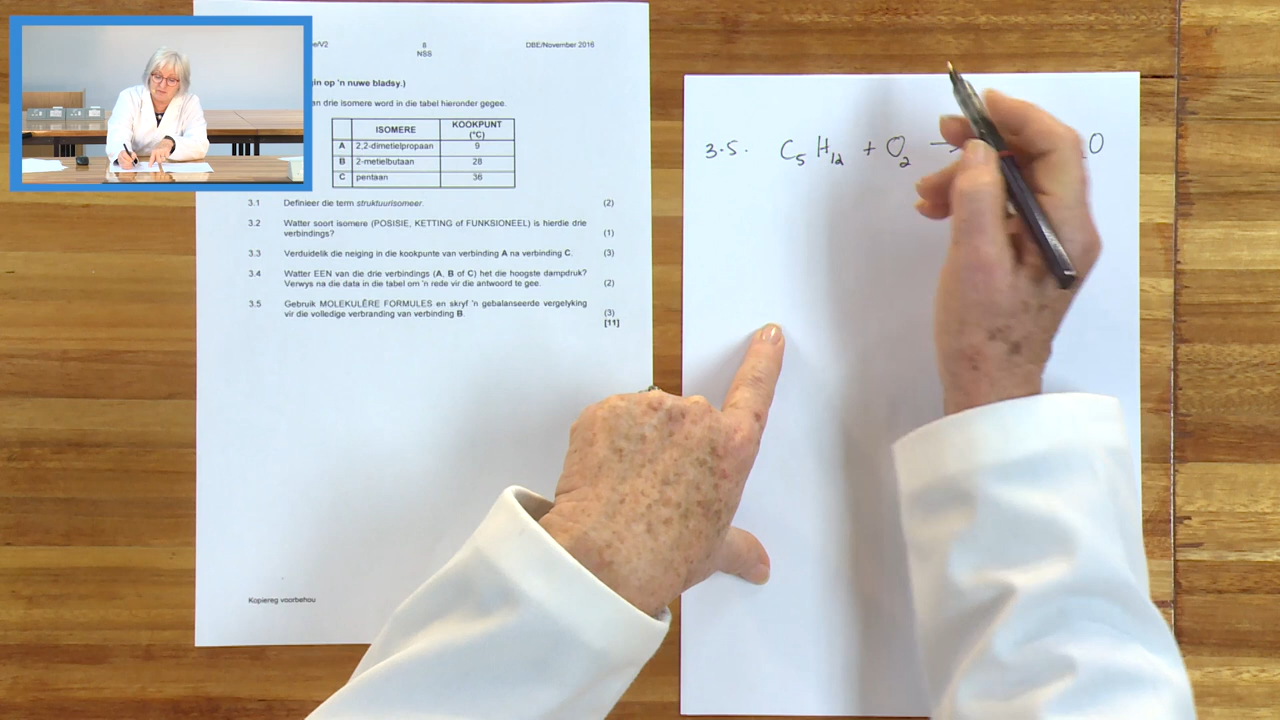 e/V2 8 DBE/November 2016
NSS
gin op 'n nuwe bladsy.)
an drie isomere word in die tabel hieronder gegee.
ISOMERE KOOKPUNT (°C)
A 2,2-dimetielpropaan 9
B 2-metielbutaan 28
C pentaan 36
3.1 Definieer die term struktuurisomeer. (2)
3.2 Watter soort isomere (POSISIE, KETTING of FUNKSIONEEL) is hierdie drie
verbindings? (1)
3.3 Verduidelik die neiging in die kookpunte van verbinding A na verbinding C. (3)
3.4 Watter EEN van die drie verbindings (A, B of C) het die hoogste dampdruk?
Verwys na die data in die tabel om 'n rede vir die antwoord te gee. (2)
3.5 Gebruik MOLEKULÊRE FORMULES en skryf 'n gebalanseerde vergelyking
vir die volledige verbranding van verbinding B. (3)
[11]
Kopiereg voorbehou
3.5. C₅H₁₂ + O₂ → ₂O